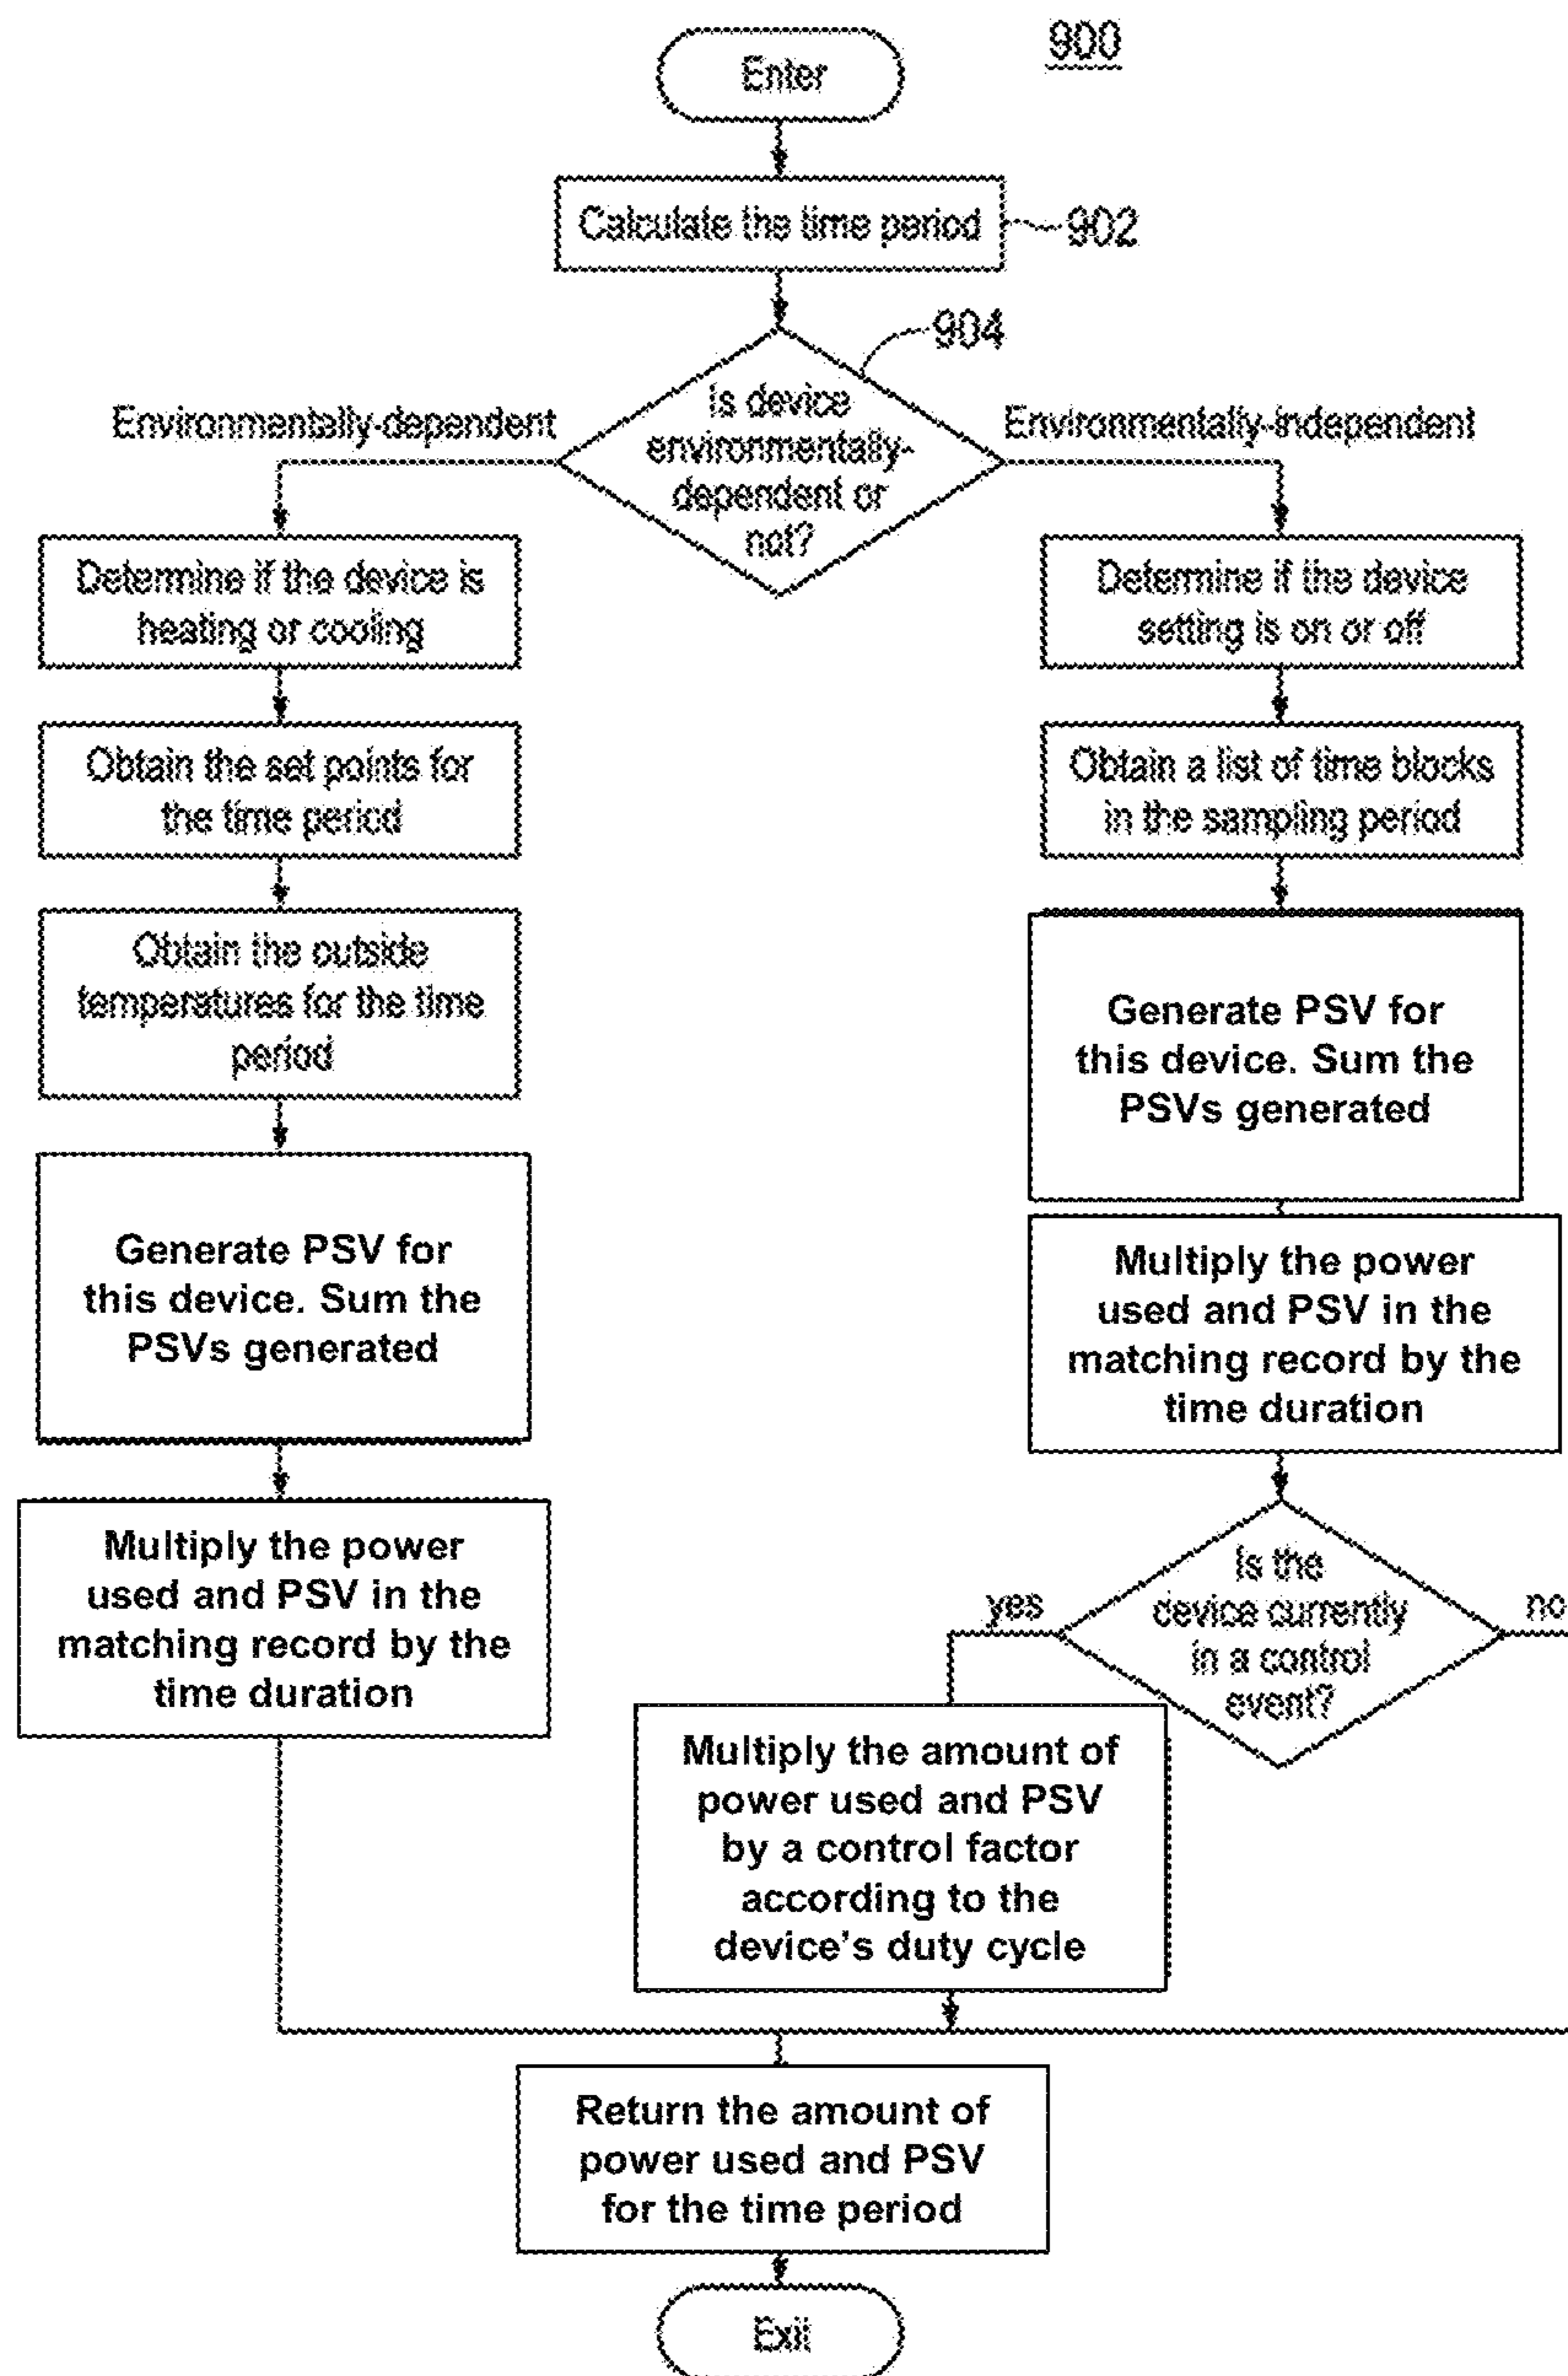 900
Enter
Calculate the time period
902
904
Is device
environmentally-
dependent or
not?
Environmentally-dependent
Environmentally-independent
Determine if the device is
heating or cooling
Obtain the set points for
the time period
Obtain the outside
temperatures for the time
period
Generate PSV for
this device. Sum the
PSVs generated
Multiply the power
used and PSV in the
matching record by the
time duration
Determine if the device
setting is on or off
Obtain a list of time blocks
in the sampling period
Generate PSV for
this device. Sum the
PSVs generated
Multiply the power
used and PSV in the
matching record by the
time duration
Is the
device currently
in a control
event?
yes
no
Multiply the amount of
power used and PSV
by a control factor
according to the
device's duty cycle
Return the amount of
power used and PSV
for the time period
Exit